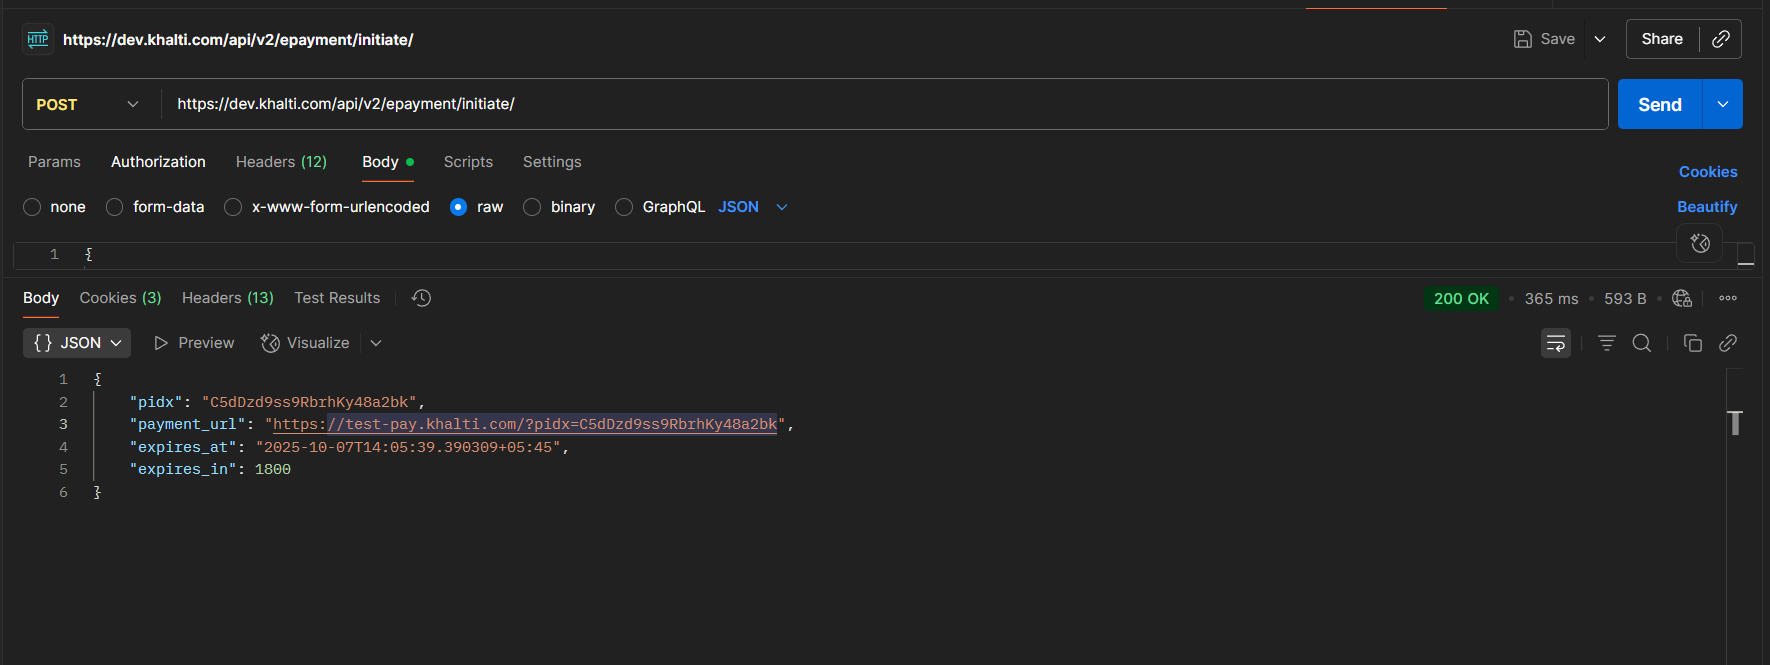 HTTP https://dev.khalti.com/api/v2/epayment/initiate/ Save Share
POST https://dev.khalti.com/api/v2/epayment/initiate/ Send
Params Authorization Headers (12) Body Scripts Settings Cookies
none form-data x-www-form-urlencoded raw binary GraphQL JSON Beautify
1 {
Body Cookies (3) Headers (13) Test Results 200 OK • 365 ms • 593 B •
{} JSON Preview Visualize
1 {
2 "pidx": "C5dDzd9ss9RbrhKy48a2bk",
3 "payment_url": "https://test-pay.khalti.com/?pidx=C5dDzd9ss9RbrhKy48a2bk",
4 "expires_at": "2025-10-07T14:05:39.390309+05:45",
5 "expires_in": 1800
6 }